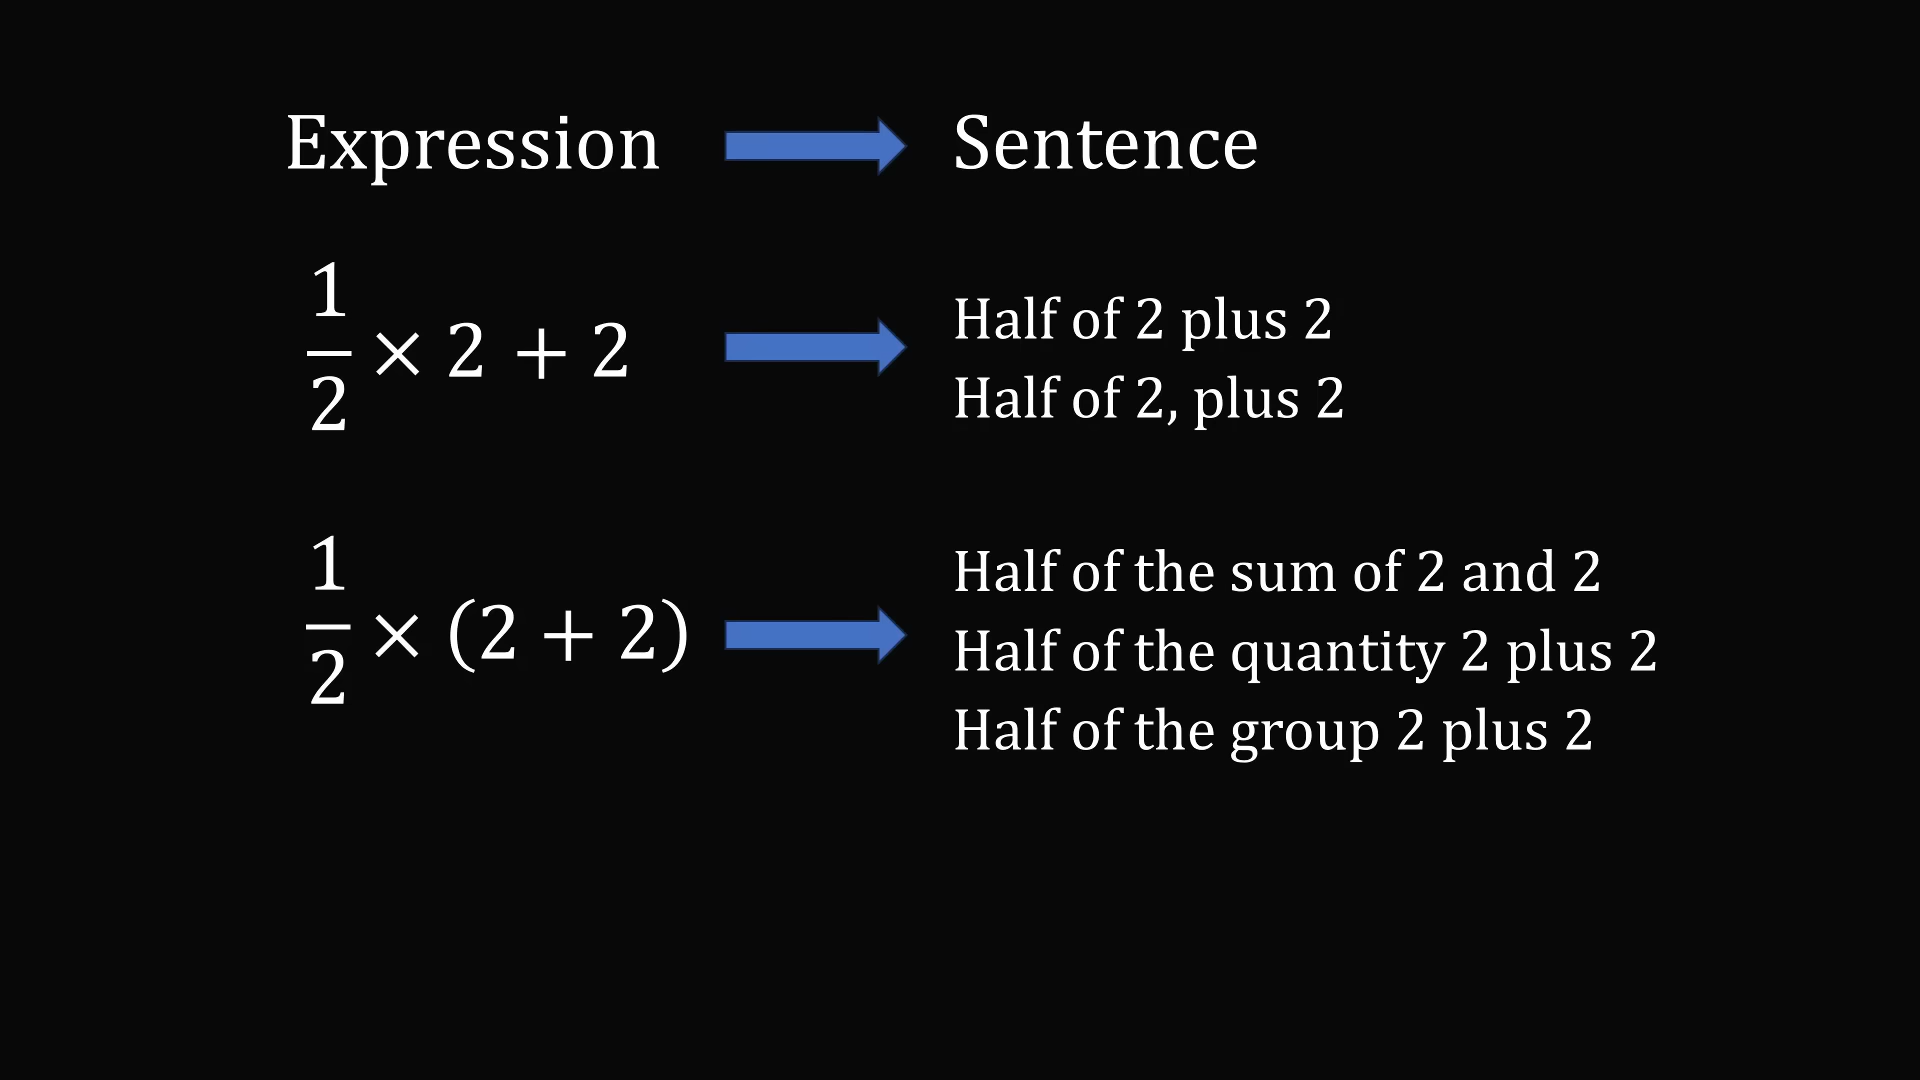 Expression Sentence
1/2 × 2 + 2
Half of 2 plus 2
Half of 2, plus 2
1/2 × (2 + 2)
Half of the sum of 2 and 2
Half of the quantity 2 plus 2
Half of the group 2 plus 2